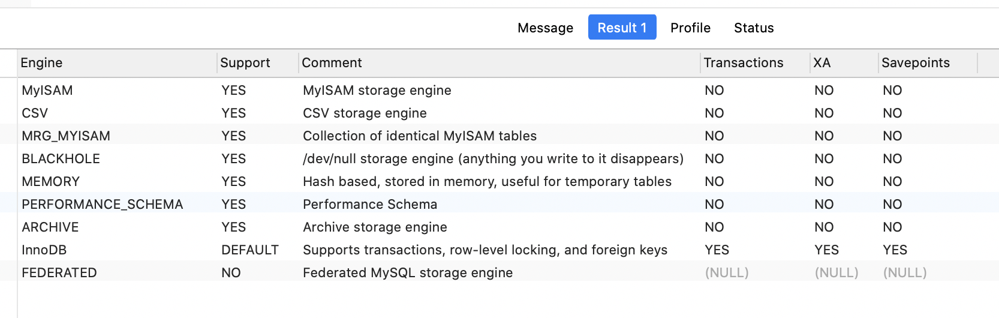 Message Result 1 Profile Status
Engine Support Comment Transactions XA Savepoints
MyISAM YES MyISAM storage engine NO NO NO
CSV YES CSV storage engine NO NO NO
MRG_MYISAM YES Collection of identical MyISAM tables NO NO NO
BLACKHOLE YES /dev/null storage engine (anything you write to it disappears) NO NO NO
MEMORY YES Hash based, stored in memory, useful for temporary tables NO NO NO
PERFORMANCE_SCHEMA YES Performance Schema NO NO NO
ARCHIVE YES Archive storage engine NO NO NO
InnoDB DEFAULT Supports transactions, row-level locking, and foreign keys YES YES YES
FEDERATED NO Federated MySQL storage engine (NULL) (NULL) (NULL)